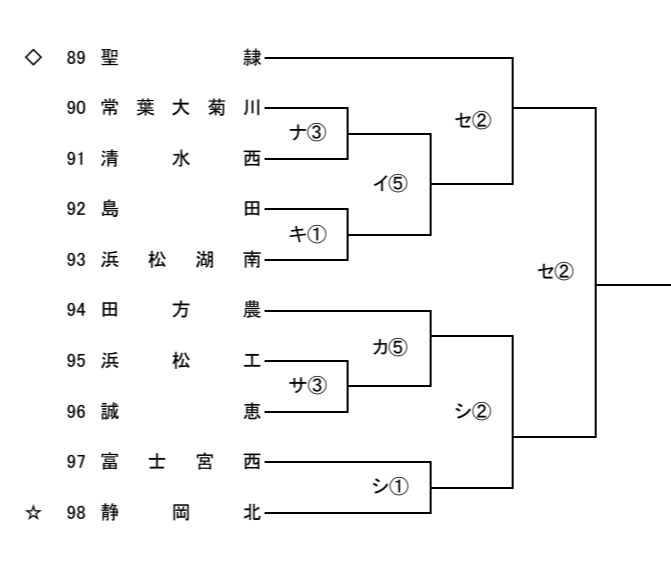 ◇ 89 聖隷
90 常葉大菊川
ナ③
セ②
91 清水西
イ⑤
92 島田
キ①
93 浜松湖南
セ②
94 田方農
カ⑤
95 浜松工
サ③
シ②
96 誠恵
97 富士宮西
シ①
☆ 98 静岡北